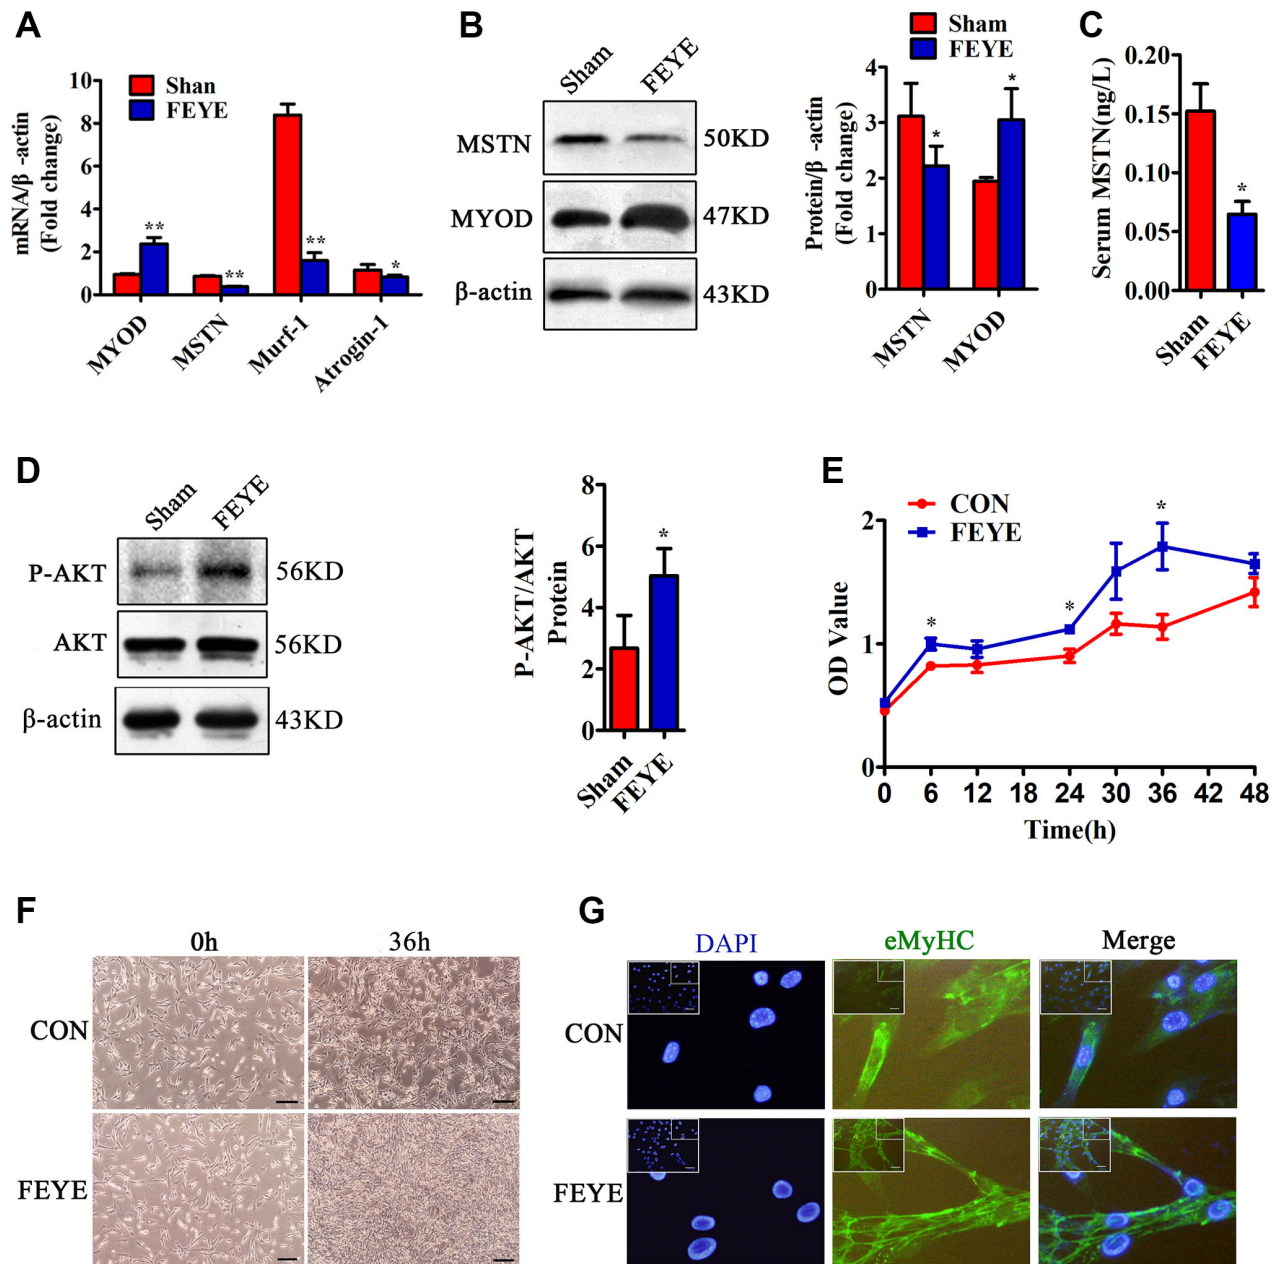 A
Shan
FEYE
mRNA/β -actin
(Fold change)
10
8
6
4
2
0
**
**
**
*
MYOD
MSTN
Murf-1
Atrogin-1
B
Sham
FEYE
MSTN
50KD
MYOD
47KD
β-actin
43KD
Sham
FEYE
Protein/β -actin
(Fold change)
4
3
2
1
0
*
*
MSTN
MYOD
C
Serum MSTN(ng/L)
0.20
0.15
0.10
0.05
0.00
*
Sham
FEYE
D
Sham
FEYE
P-AKT
56KD
AKT
56KD
β-actin
43KD
P-AKT/AKT
Protein
8
6
4
2
0
*
Sham
FEYE
E
CON
FEYE
OD Value
2
1
0
*
*
*
0 6 12 18 24 30 36 42 48
Time(h)
F
0h
36h
CON
FEYE
G
DAPI
eMyHC
Merge
CON
FEYE